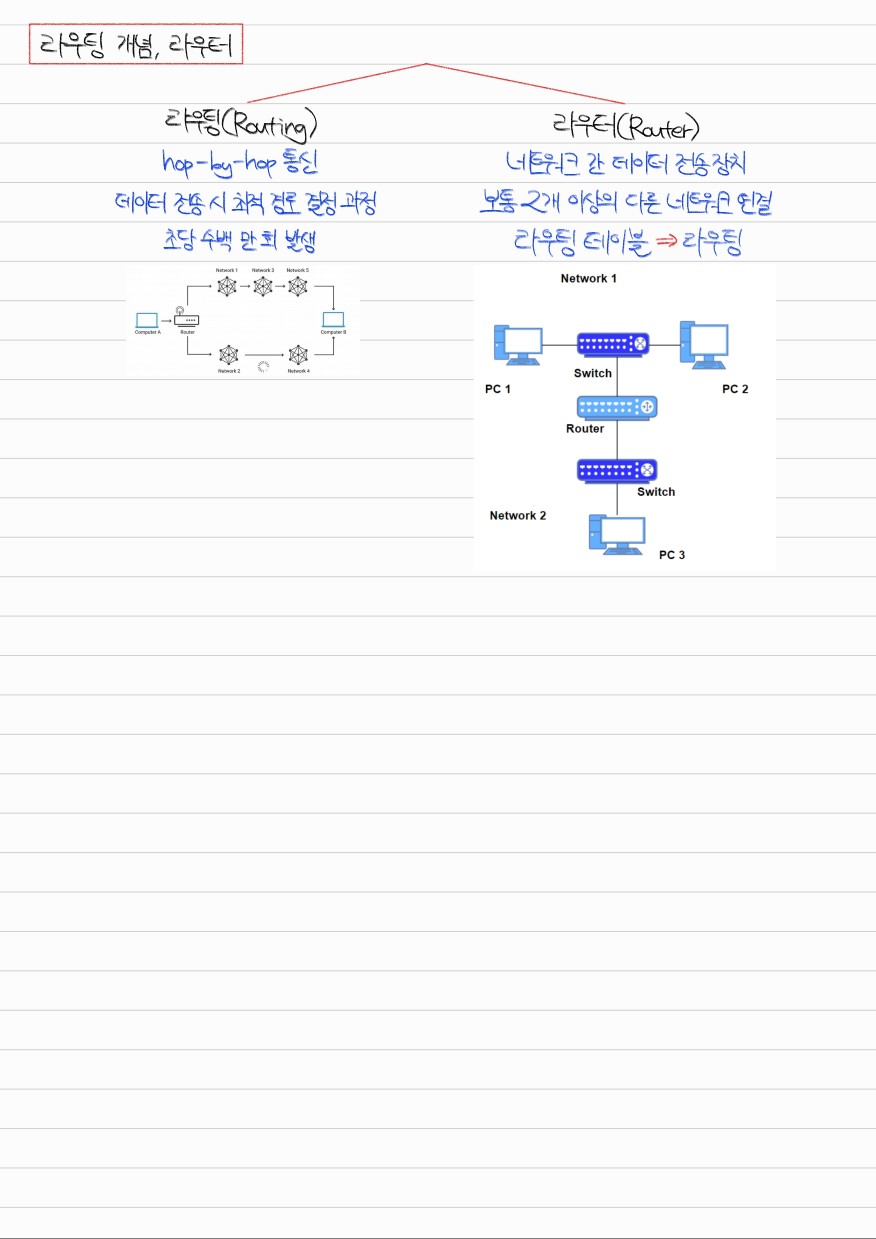 라우팅 개념, 라우터
라우팅(Routing)
hop-by-hop 통신
데이터 전송 시 최적 경로 결정 과정
초당 수백 만 회 발생
Network 1
Network 3
Network 5
Computer A
Router
Computer B
Network 2
Network 4
라우터(Router)
네트워크 간 데이터 전송 장치
보통 2개 이상의 다른 네트워크 연결
라우팅 테이블 ⇒ 라우팅
Network 1
Switch
PC 1
PC 2
Router
Switch
Network 2
PC 3